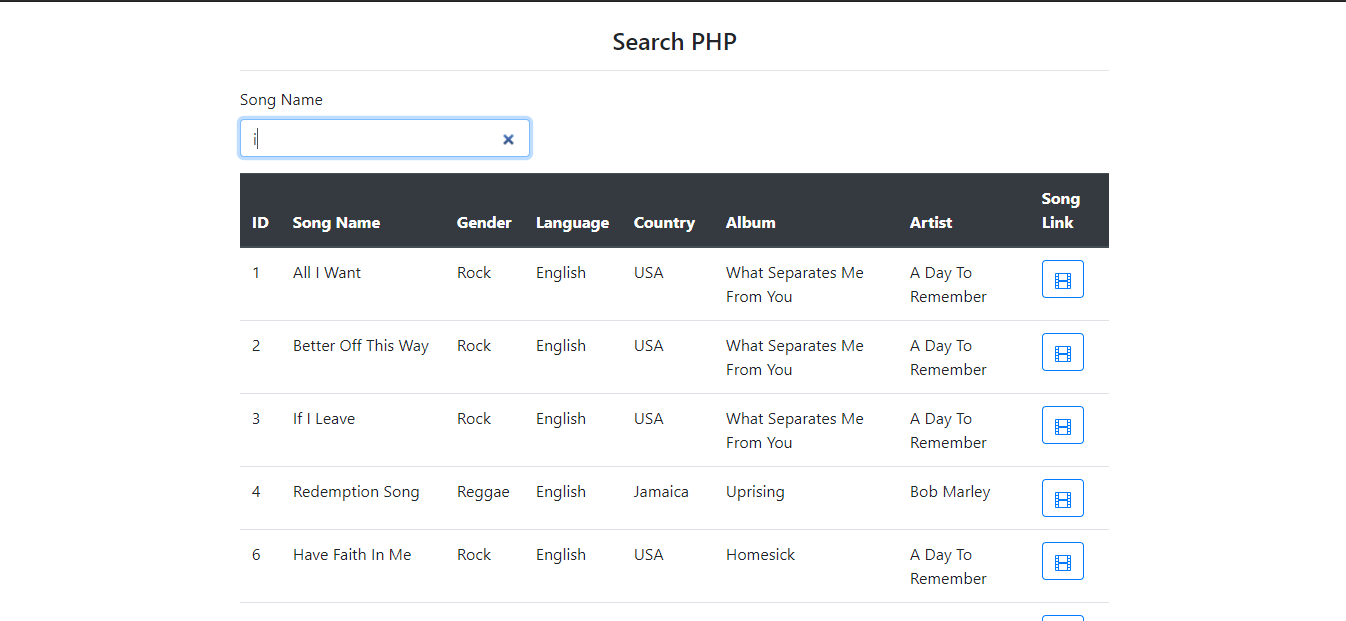 Search PHP
Song Name
i
ID Song Name Gender Language Country Album Artist Song Link
1 All I Want Rock English USA What Separates Me From You A Day To Remember
2 Better Off This Way Rock English USA What Separates Me From You A Day To Remember
3 If I Leave Rock English USA What Separates Me From You A Day To Remember
4 Redemption Song Reggae English Jamaica Uprising Bob Marley
6 Have Faith In Me Rock English USA Homesick A Day To Remember